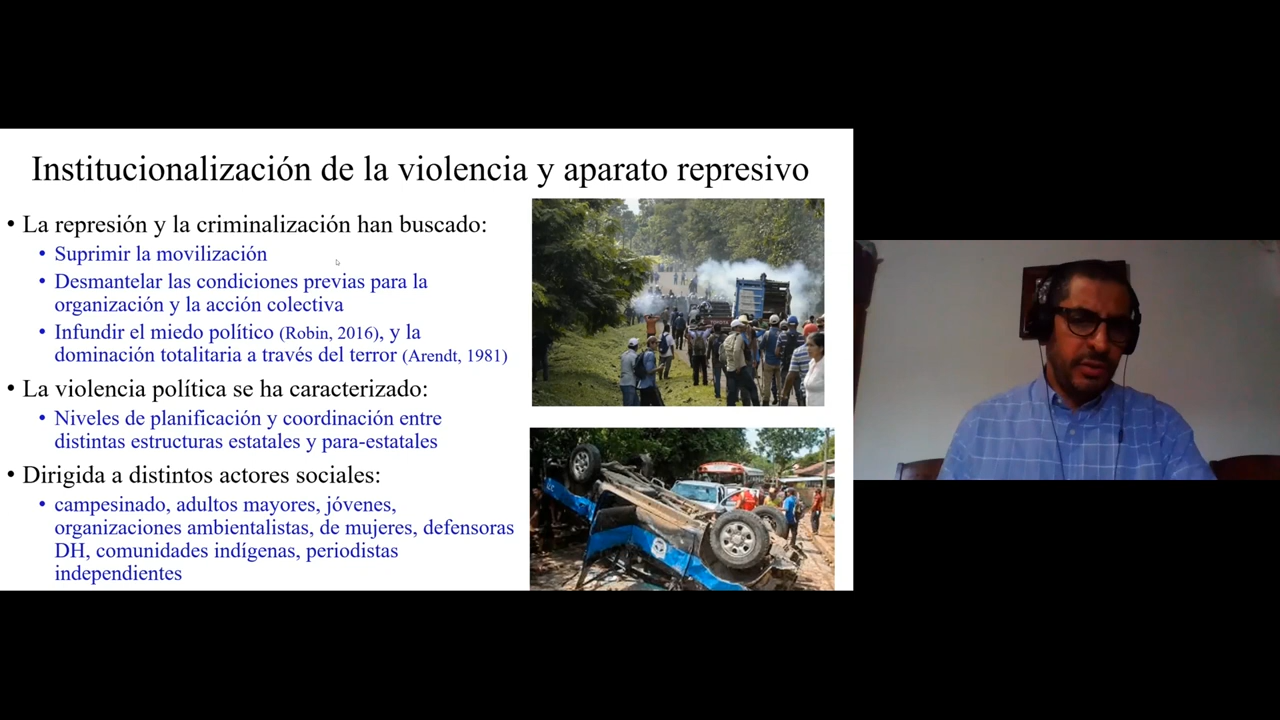 Institucionalización de la violencia y aparato represivo
• La represión y la criminalización han buscado:
• Suprimir la movilización
• Desmantelar las condiciones previas para la
organización y la acción colectiva
• Infundir el miedo político (Robin, 2016), y la
dominación totalitaria a través del terror (Arendt, 1981)
• La violencia política se ha caracterizado:
• Niveles de planificación y coordinación entre
distintas estructuras estatales y para-estatales
• Dirigida a distintos actores sociales:
• campesinado, adultos mayores, jóvenes,
organizaciones ambientalistas, de mujeres, defensoras
DH, comunidades indígenas, periodistas
independientes